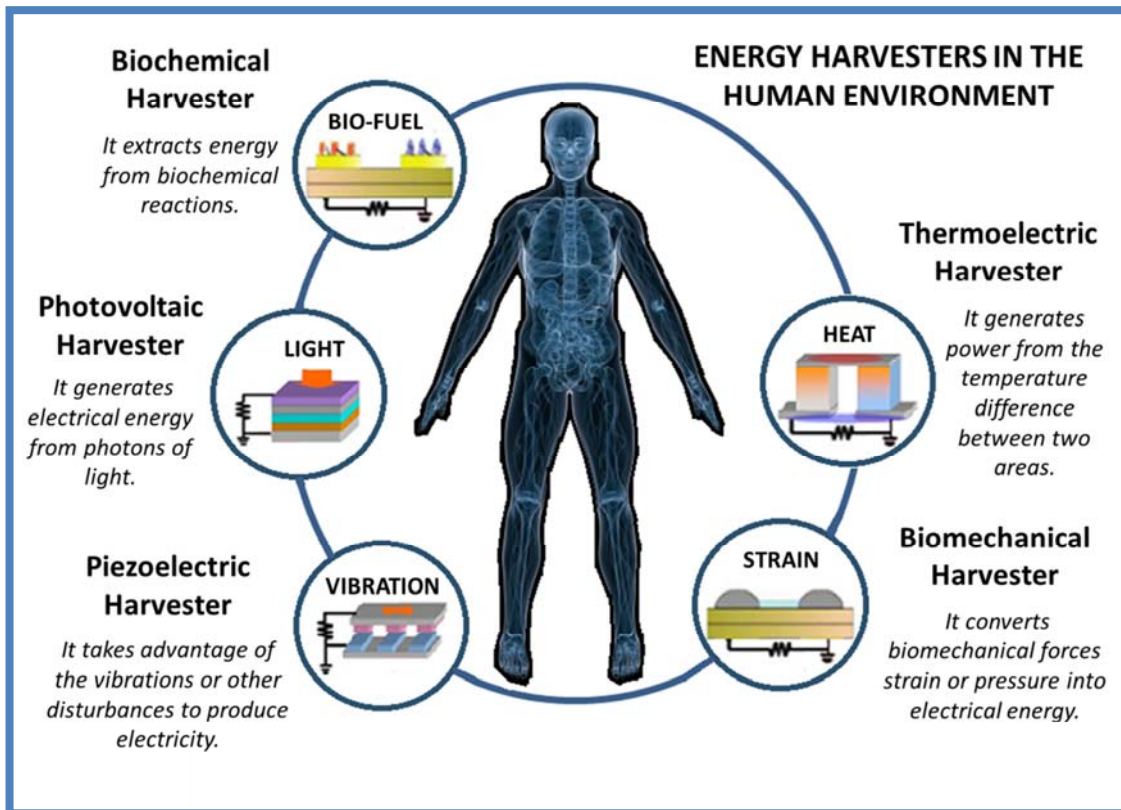 ENERGY HARVESTERS IN THE
HUMAN ENVIRONMENT
Biochemical
Harvester
It extracts energy
from biochemical
reactions.
BIO-FUEL
Photovoltaic
Harvester
It generates
electrical energy
from photons of
light.
LIGHT
Piezoelectric
Harvester
It takes advantage of
the vibrations or other
disturbances to produce
electricity.
VIBRATION
Thermoelectric
Harvester
It generates
power from the
temperature
difference
between two
areas.
HEAT
Biomechanical
Harvester
It converts
biomechanical forces
strain or pressure into
electrical energy.
STRAIN